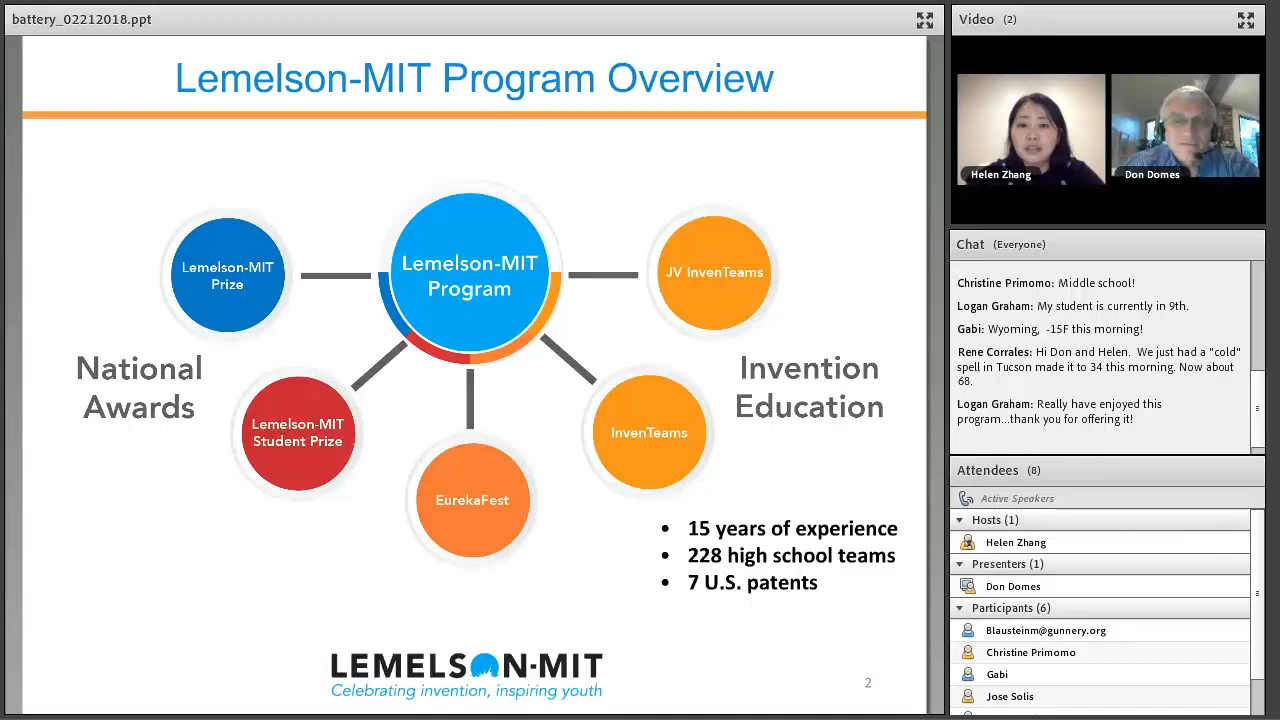 battery_02212018.ppt
Lemelson-MIT Program Overview
Lemelson-MIT
Prize
Lemelson-MIT
Program
JV InvenTeams
National
Awards
Invention
Education
Lemelson-MIT
Student Prize
EurekaFest
InvenTeams
• 15 years of experience
• 228 high school teams
• 7 U.S. patents
LEMELSON-MIT
Celebrating invention, inspiring youth
2
Video (2)
Helen Zhang
Don Domes
Chat (Everyone)
Christine Primomo: Middle school!
Logan Graham: My student is currently in 9th.
Gabi: Wyoming, -15F this morning!
Rene Corrales: Hi Don and Helen. We just had a "cold"
spell in Tucson made it to 34 this morning. Now about
68.
Logan Graham: Really have enjoyed this
program...thank you for offering it!
Attendees (8)
Active Speakers
Hosts (1)
Helen Zhang
Presenters (1)
Don Domes
Participants (6)
Blausteinm@gunnery.org
Christine Primomo
Gabi
Jose Solis